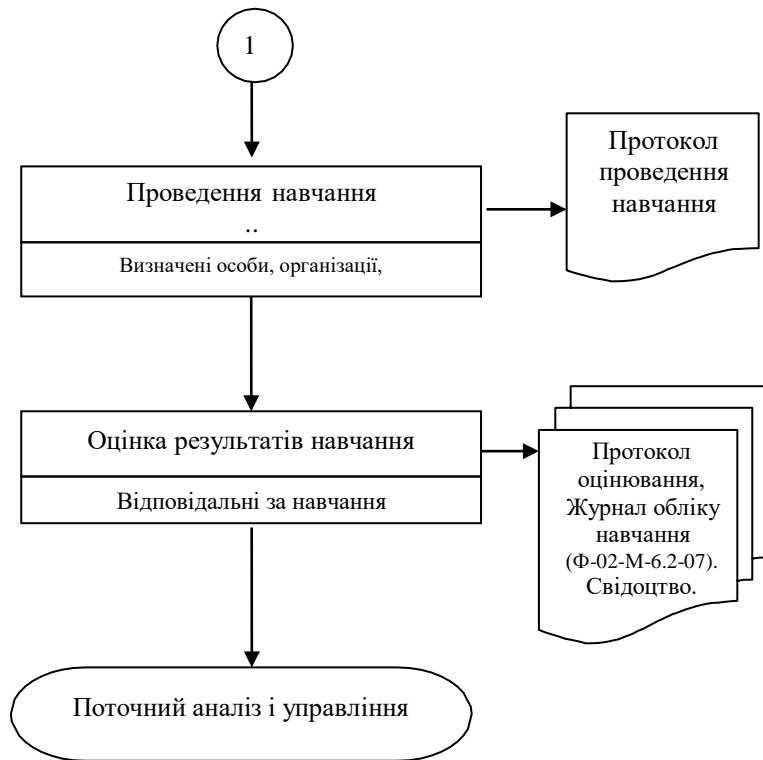 1
Проведення навчання
..
Визначені особи, організації,
Протокол
проведення
навчання
Оцінка результатів навчання
Відповідальні за навчання
Протокол
оцінювання,
Журнал обліку
навчання
(Ф-02-М-6.2-07).
Свідоцтво.
Поточний аналіз і управління